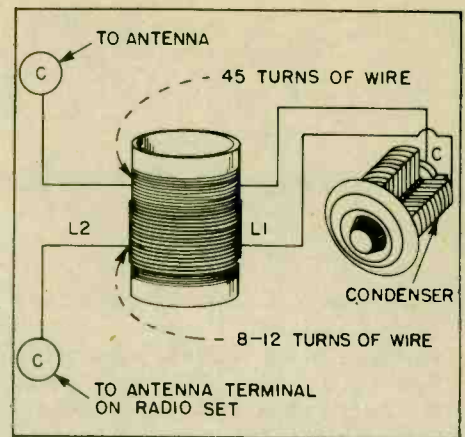 TO ANTENNA
C
45 TURNS OF WIRE
C
L2
L1
CONDENSER
8-12 TURNS OF WIRE
C
TO ANTENNA TERMINAL
ON RADIO SET